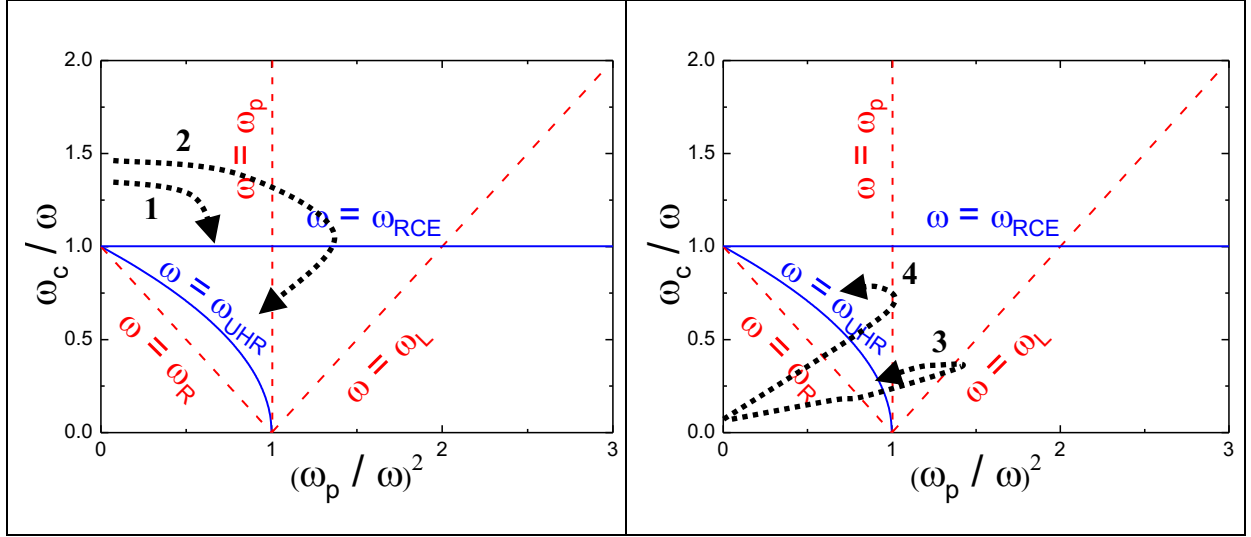 2.0
1.5
1.0
0.5
0.0
ω_c / ω
0
1
2
3
(ω_p / ω)²
ω = ω_p
2
1
ω = ω_RCE
ω = ω_UHR
ω = ω_R
ω = ω_L
2.0
1.5
1.0
0.5
0.0
ω_c / ω
0
1
2
3
(ω_p / ω)²
ω = ω_p
ω = ω_RCE
4
ω = ω_UHR
3
ω = ω_R
ω = ω_L